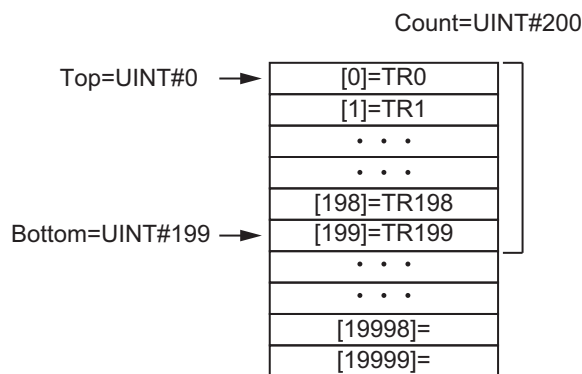 Count=UINT#200
Top=UINT#0
[0]=TR0
[1]=TR1
· · ·
· · ·
[198]=TR198
Bottom=UINT#199
[199]=TR199
· · ·
· · ·
[19998]=
[19999]=